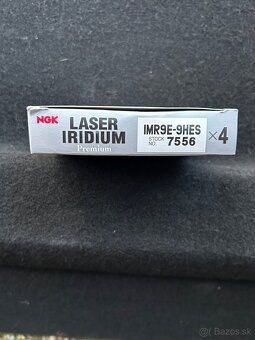 NGK
LASER
IRIDIUM
Premium
IMR9E-9HES
STOCK NO. 7556
×4
Bazos.sk